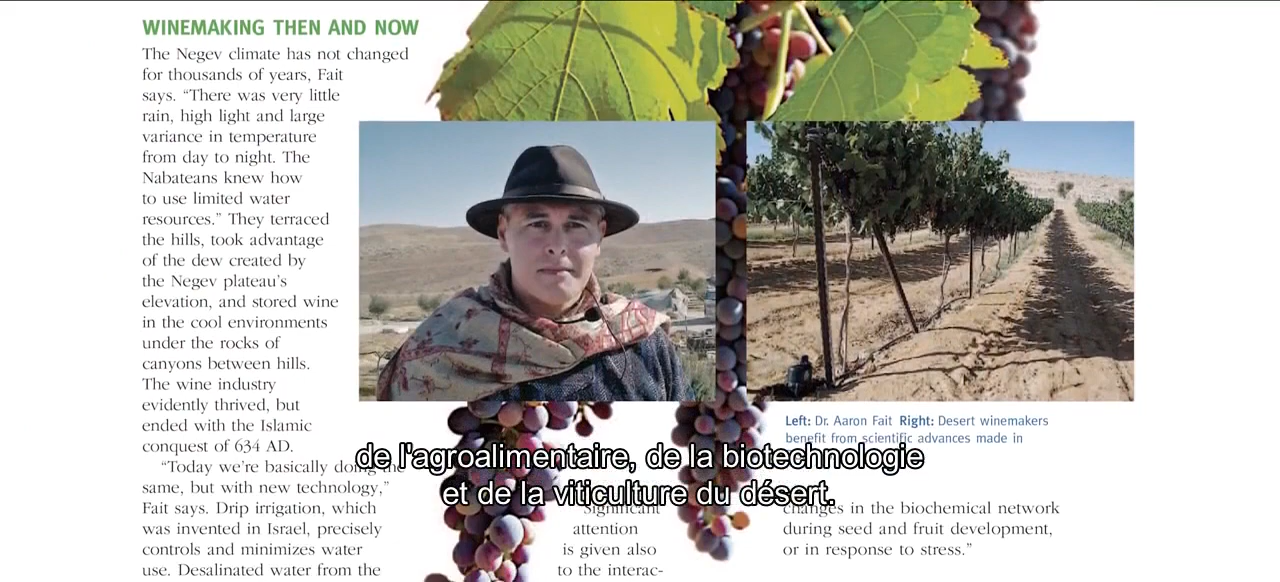 WINEMAKING THEN AND NOW
The Negev climate has not changed
for thousands of years, Fait
says. “There was very little
rain, high light and large
variance in temperature
from day to night. The
Nabateans knew how
to use limited water
resources.” They terraced
the hills, took advantage
of the dew created by
the Negev plateau’s
elevation, and stored wine
in the cool environments
under the rocks of
canyons between hills.
The wine industry
evidently thrived, but
ended with the Islamic
conquest of 634 AD.
“Today we’re basically doing the
same, but with new technology,”
Fait says. Drip irrigation, which
was invented in Israel, precisely
controls and minimizes water
use. Desalinated water from the
“Significant
attention
is given also
to the interac-
Left: Dr. Aaron Fait Right: Desert winemakers
benefit from scientific advances made in
changes in the biochemical network
during seed and fruit development,
or in response to stress.”
de l'agroalimentaire, de la biotechnologie
et de la viticulture du désert.